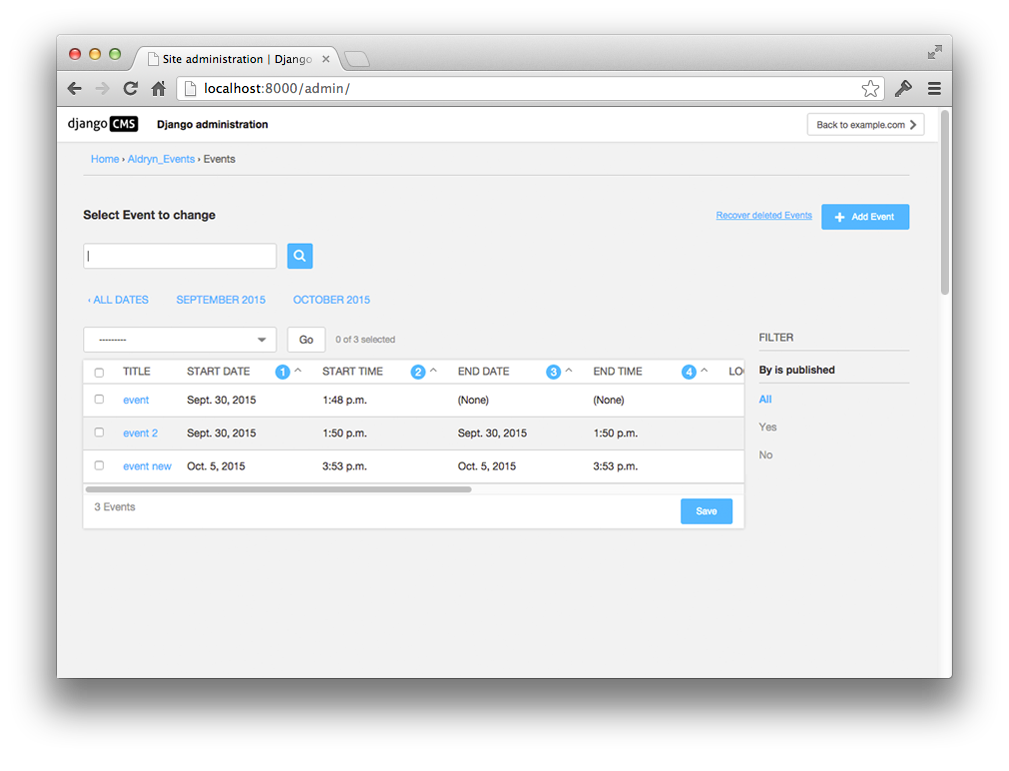 Site administration | Django
localhost:8000/admin/
django CMS Django administration Back to example.com
Home › Aldryn_Events › Events
Select Event to change Recover deleted Events Add Event
‹ ALL DATES SEPTEMBER 2015 OCTOBER 2015
--------- Go 0 of 3 selected FILTER
TITLE START DATE 1 START TIME 2 END DATE 3 END TIME 4 By is published
event Sept. 30, 2015 1:48 p.m. (None) (None) All
event 2 Sept. 30, 2015 1:50 p.m. Sept. 30, 2015 1:50 p.m. Yes
event new Oct. 5, 2015 3:53 p.m. Oct. 5, 2015 3:53 p.m. No
3 Events Save